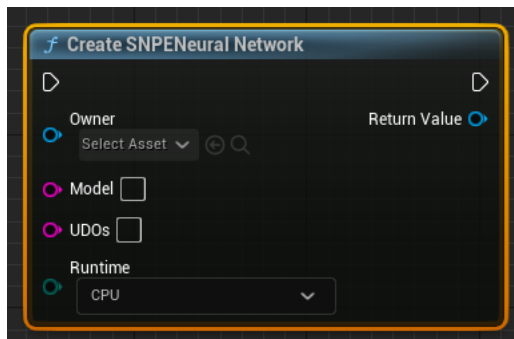 f Create SNPENeural Network
Owner
Select Asset
Return Value
Model
UDOs
Runtime
CPU